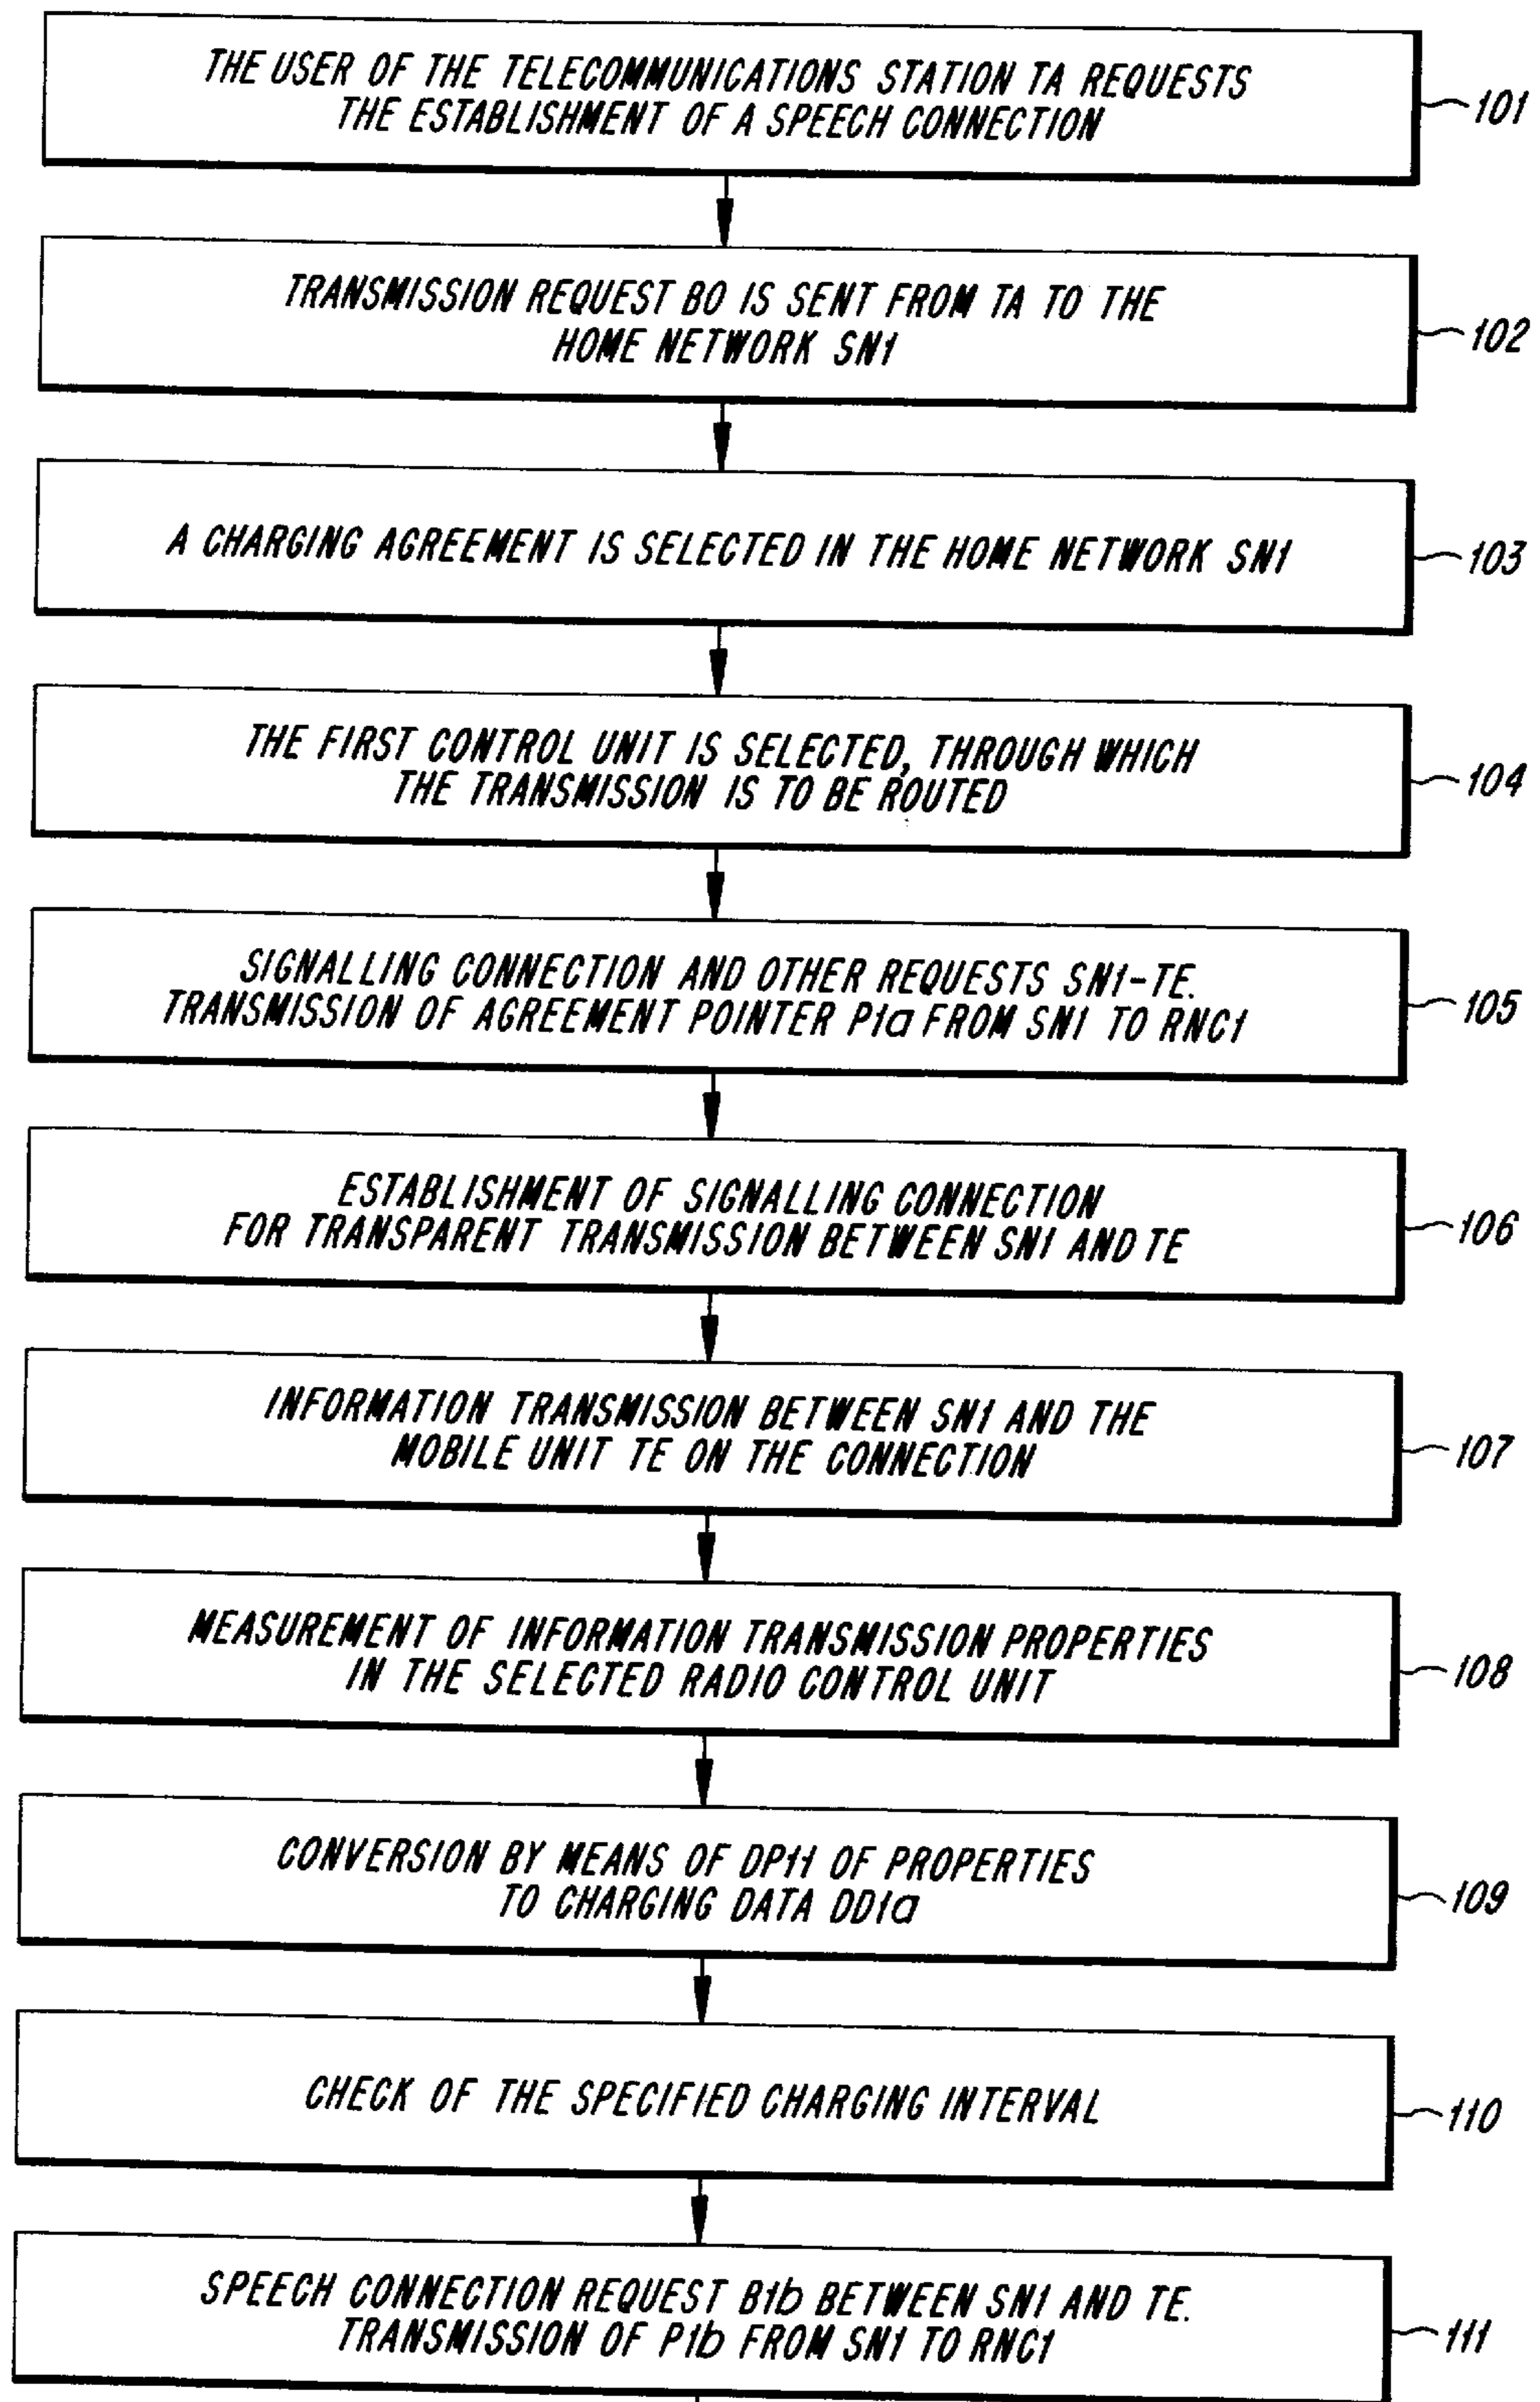 THE USER OF THE TELECOMMUNICATIONS STATION TA REQUESTS
THE ESTABLISHMENT OF A SPEECH CONNECTION
101
TRANSMISSION REQUEST B0 IS SENT FROM TA TO THE
HOME NETWORK SN1
102
A CHARGING AGREEMENT IS SELECTED IN THE HOME NETWORK SN1
103
THE FIRST CONTROL UNIT IS SELECTED, THROUGH WHICH
THE TRANSMISSION IS TO BE ROUTED
104
SIGNALLING CONNECTION AND OTHER REQUESTS SN1-TE.
TRANSMISSION OF AGREEMENT POINTER P1a FROM SN1 TO RNC1
105
ESTABLISHMENT OF SIGNALLING CONNECTION
FOR TRANSPARENT TRANSMISSION BETWEEN SN1 AND TE
106
INFORMATION TRANSMISSION BETWEEN SN1 AND THE
MOBILE UNIT TE ON THE CONNECTION
107
MEASUREMENT OF INFORMATION TRANSMISSION PROPERTIES
IN THE SELECTED RADIO CONTROL UNIT
108
CONVERSION BY MEANS OF DP11 OF PROPERTIES
TO CHARGING DATA DD1a
109
CHECK OF THE SPECIFIED CHARGING INTERVAL
110
SPEECH CONNECTION REQUEST B1b BETWEEN SN1 AND TE.
TRANSMISSION OF P1b FROM SN1 TO RNC1
111